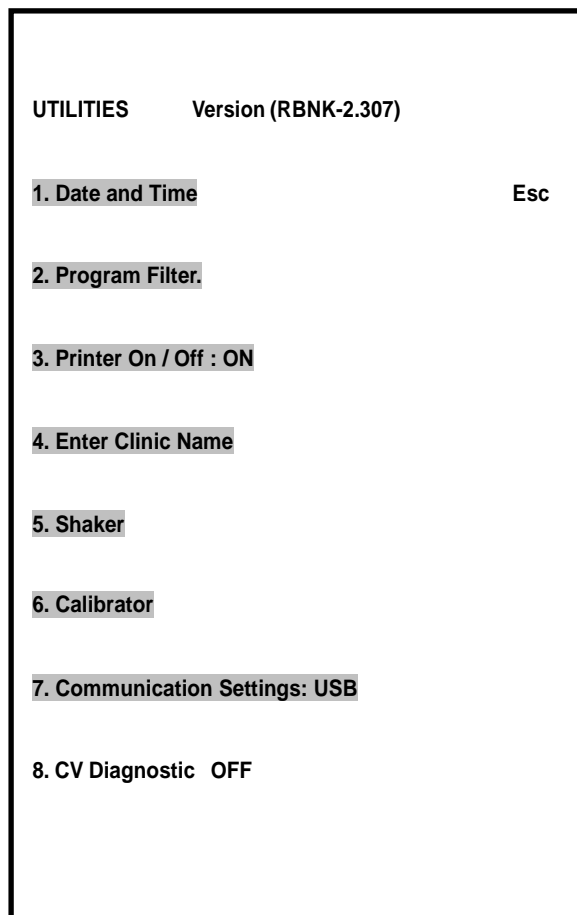 UTILITIES Version (RBNK-2.307)
1. Date and Time Esc
2. Program Filter.
3. Printer On / Off : ON
4. Enter Clinic Name
5. Shaker
6. Calibrator
7. Communication Settings: USB
8. CV Diagnostic OFF